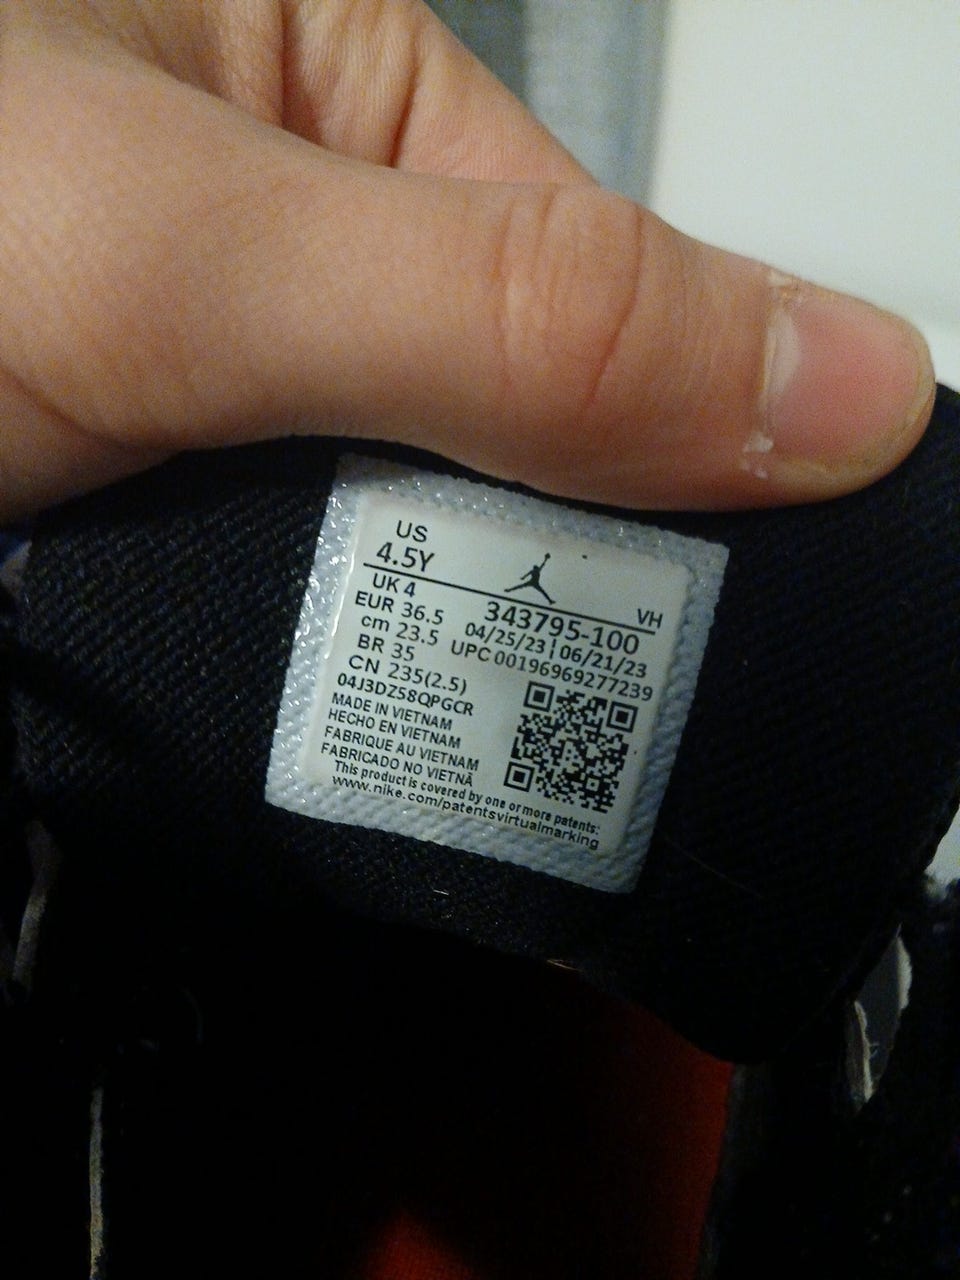 US
4.5Y
VH
UK 4
343795-100
EUR 36.5
04/25/23 ¦ 06/21/23
cm 23.5
UPC 00196969277239
BR 35
CN 235(2.5)
04J3DZ58QPGCR
MADE IN VIETNAM
HECHO EN VIETNAM
FABRIQUE AU VIETNAM
FABRICADO NO VIETNÃ
This product is covered by one or more patents:
www.nike.com/patentsvirtualmarking